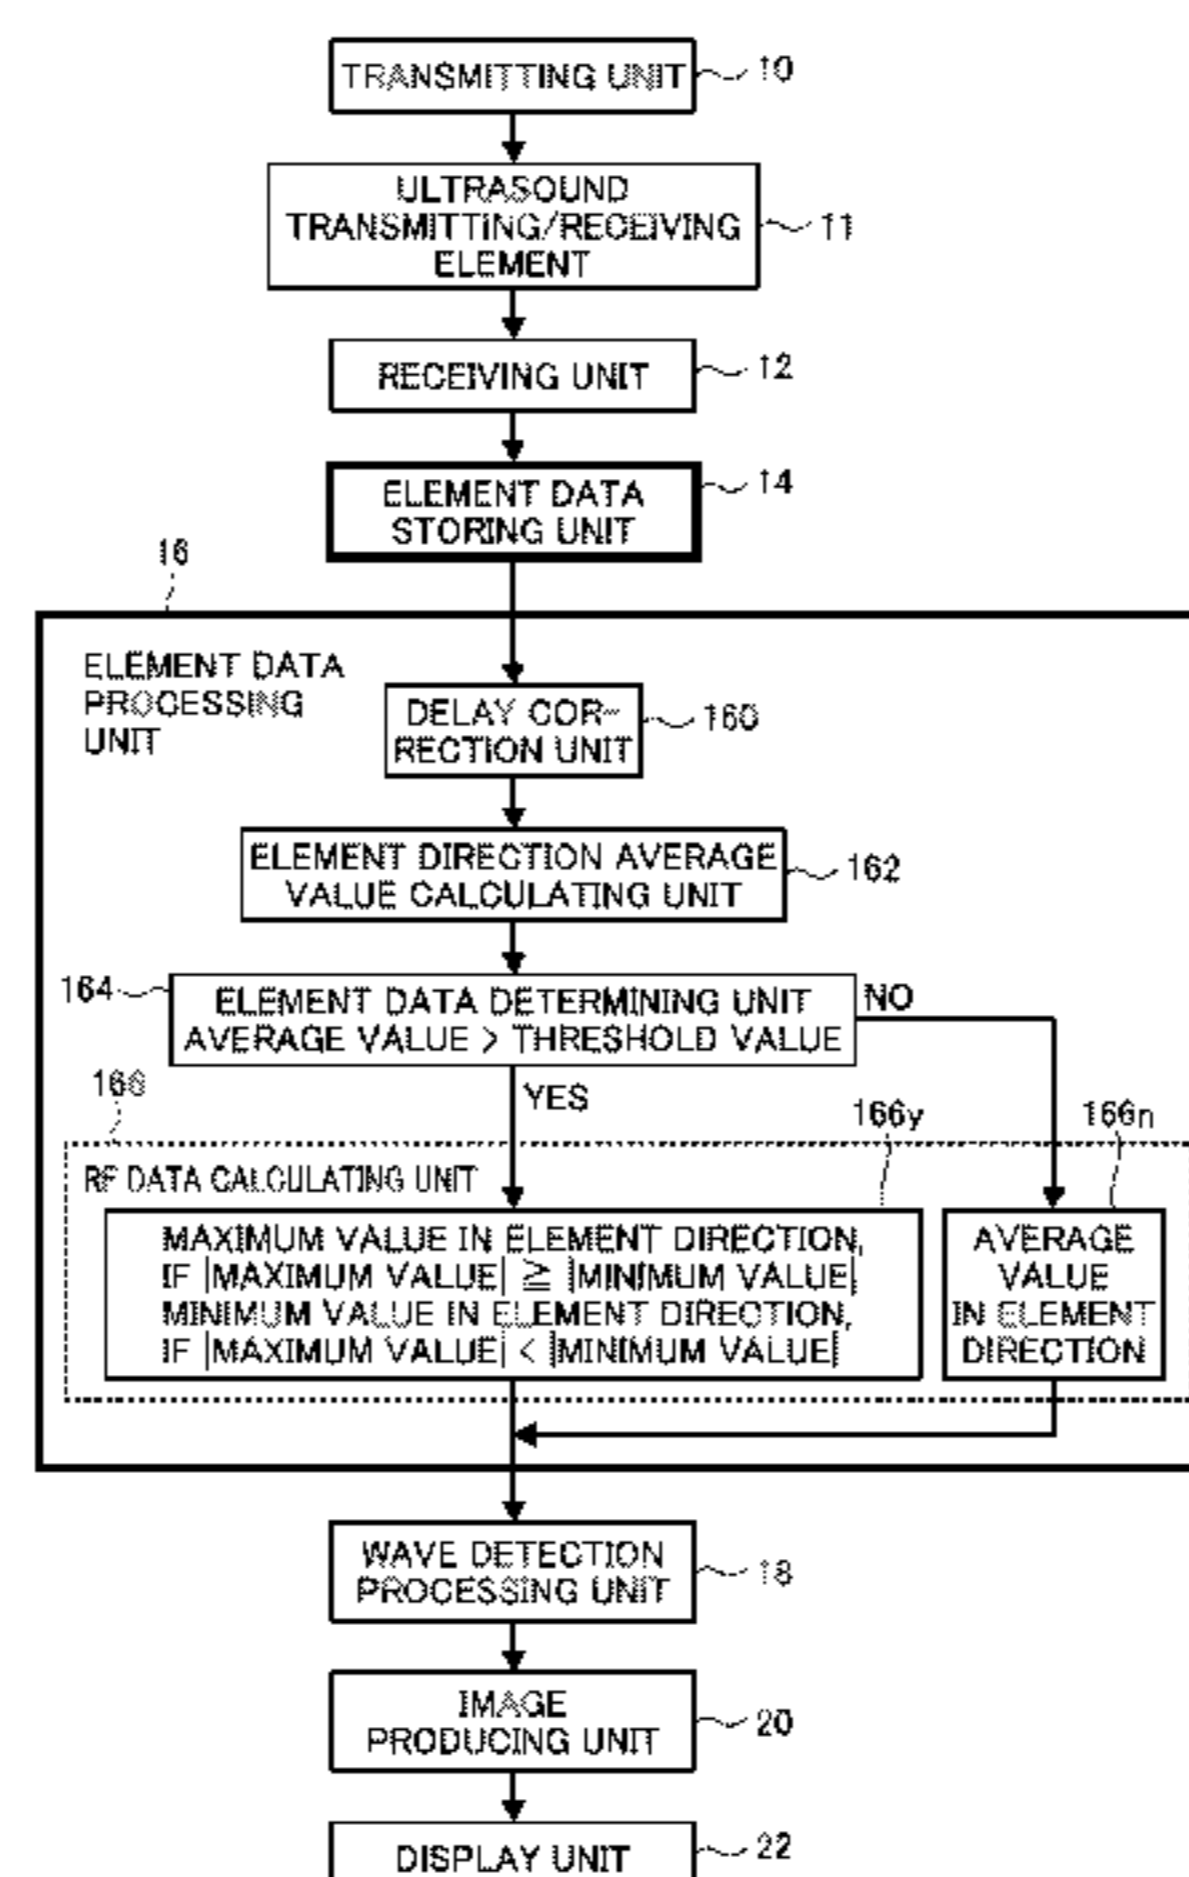 TRANSMITTING UNIT
10
ULTRASOUND
TRANSMITTING/RECEIVING
ELEMENT
11
RECEIVING UNIT
12
ELEMENT DATA
STORING UNIT
14
16
ELEMENT DATA
PROCESSING
UNIT
DELAY COR-
RECTION UNIT
160
ELEMENT DIRECTION AVERAGE
VALUE CALCULATING UNIT
162
164
ELEMENT DATA DETERMINING UNIT
AVERAGE VALUE > THRESHOLD VALUE
NO
YES
166
166y
166n
RF DATA CALCULATING UNIT
MAXIMUM VALUE IN ELEMENT DIRECTION,
IF |MAXIMUM VALUE| ≧ |MINIMUM VALUE|
MINIMUM VALUE IN ELEMENT DIRECTION,
IF |MAXIMUM VALUE| < |MINIMUM VALUE|
AVERAGE
VALUE
IN ELEMENT
DIRECTION
WAVE DETECTION
PROCESSING UNIT
18
IMAGE
PRODUCING UNIT
20
DISPLAY UNIT
22